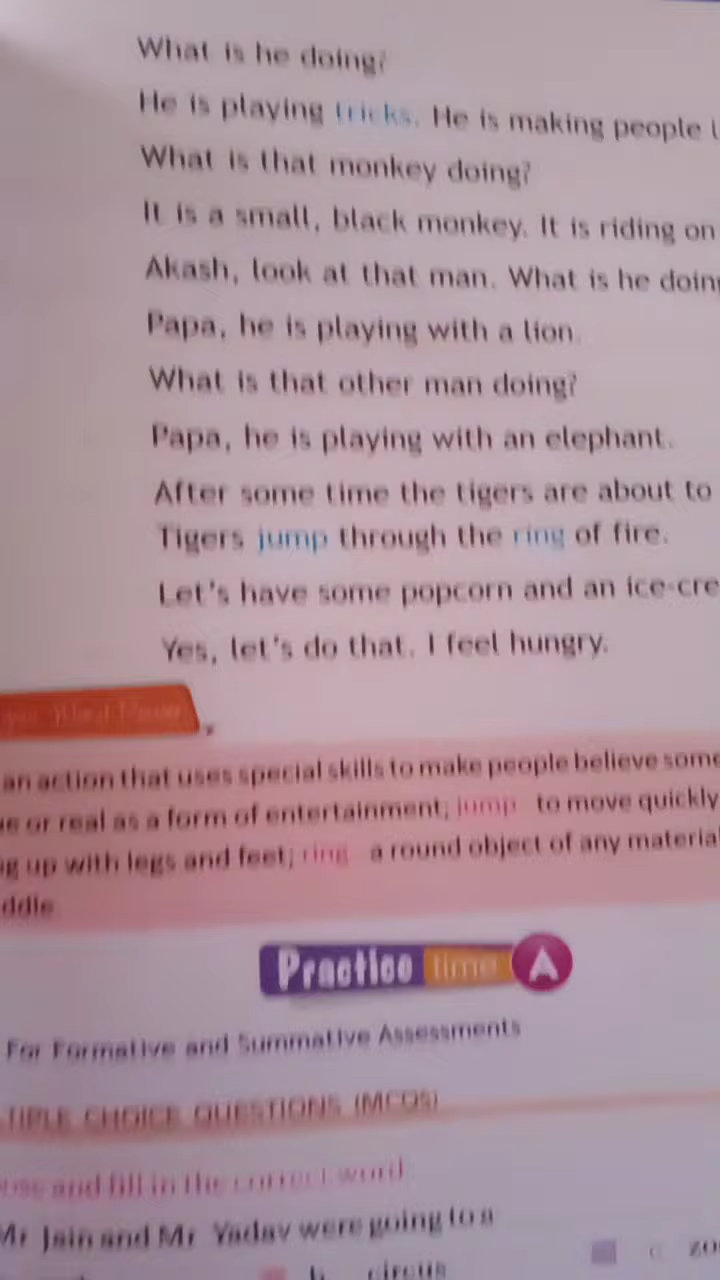 What is he doing?
He is playing tricks. He is making people
What is that monkey doing?
It is a small, black monkey. It is riding on
Akash, look at that man. What is he doing
Papa, he is playing with a lion.
What is that other man doing?
Papa, he is playing with an elephant.
After some time the tigers are about to
Tigers jump through the ring of fire.
Let's have some popcorn and an ice-cre
Yes, let's do that. I feel hungry.
Word Power
an action that uses special skills to make people believe some
or real as a form of entertainment; jump to move quickly
up with legs and feet; ring a round object of any material
ddle
Practice time A
For Formative and Summative Assessments
TIPLE CHOICE QUESTIONS (MCQS)
ose and fill in the correct word
Mr Jain and Mr Yadav were going to a
b circus c zo